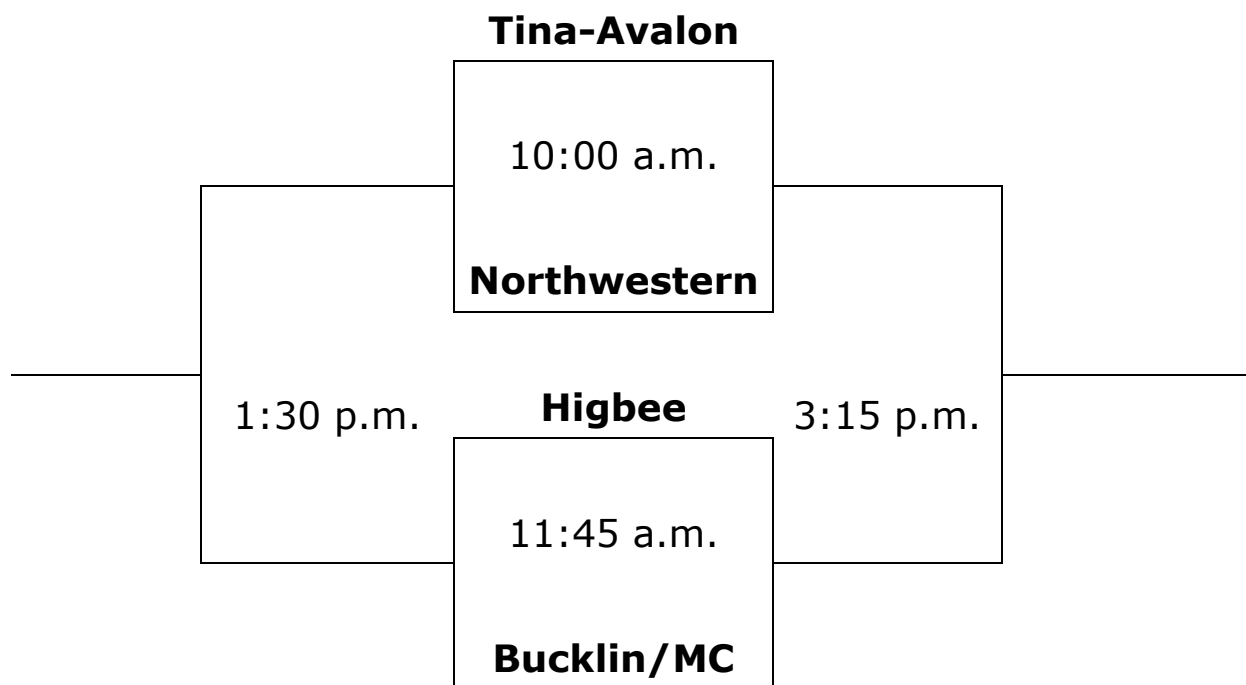 Tina-Avalon
10:00 a.m.
Northwestern
1:30 p.m.
Higbee
3:15 p.m.
11:45 a.m.
Bucklin/MC